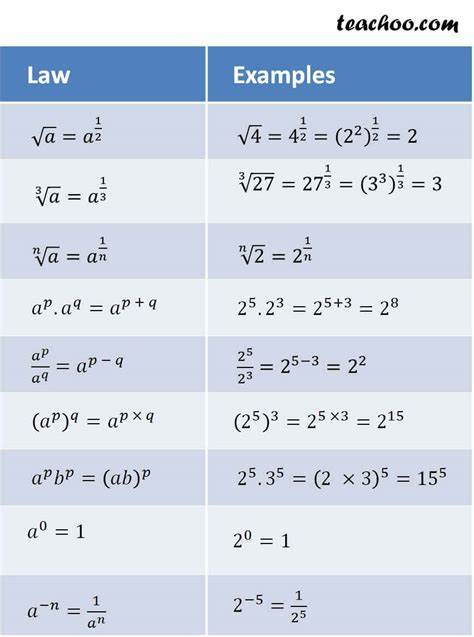 teachoo.com
Law Examples
√a = a^(1/2) √4 = 4^(1/2) = (2²)^(1/2) = 2
∛a = a^(1/3) ∛27 = 27^(1/3) = (3³)^(1/3) = 3
ⁿ√a = a^(1/n) ⁿ√2 = 2^(1/n)
a^p . a^q = a^(p + q) 2⁵. 2³ = 2^(5+3) = 2⁸
a^p/a^q = a^(p − q) 2⁵/2³ = 2^(5−3) = 2²
(a^p)^q = a^(p × q) (2⁵)³ = 2^(5 ×3) = 2¹⁵
a^p b^p = (ab)^p 2⁵. 3⁵ = (2 × 3)⁵ = 15⁵
a⁰ = 1 2⁰ = 1
a^(−n) = 1/a^n 2^(−5) = 1/2⁵